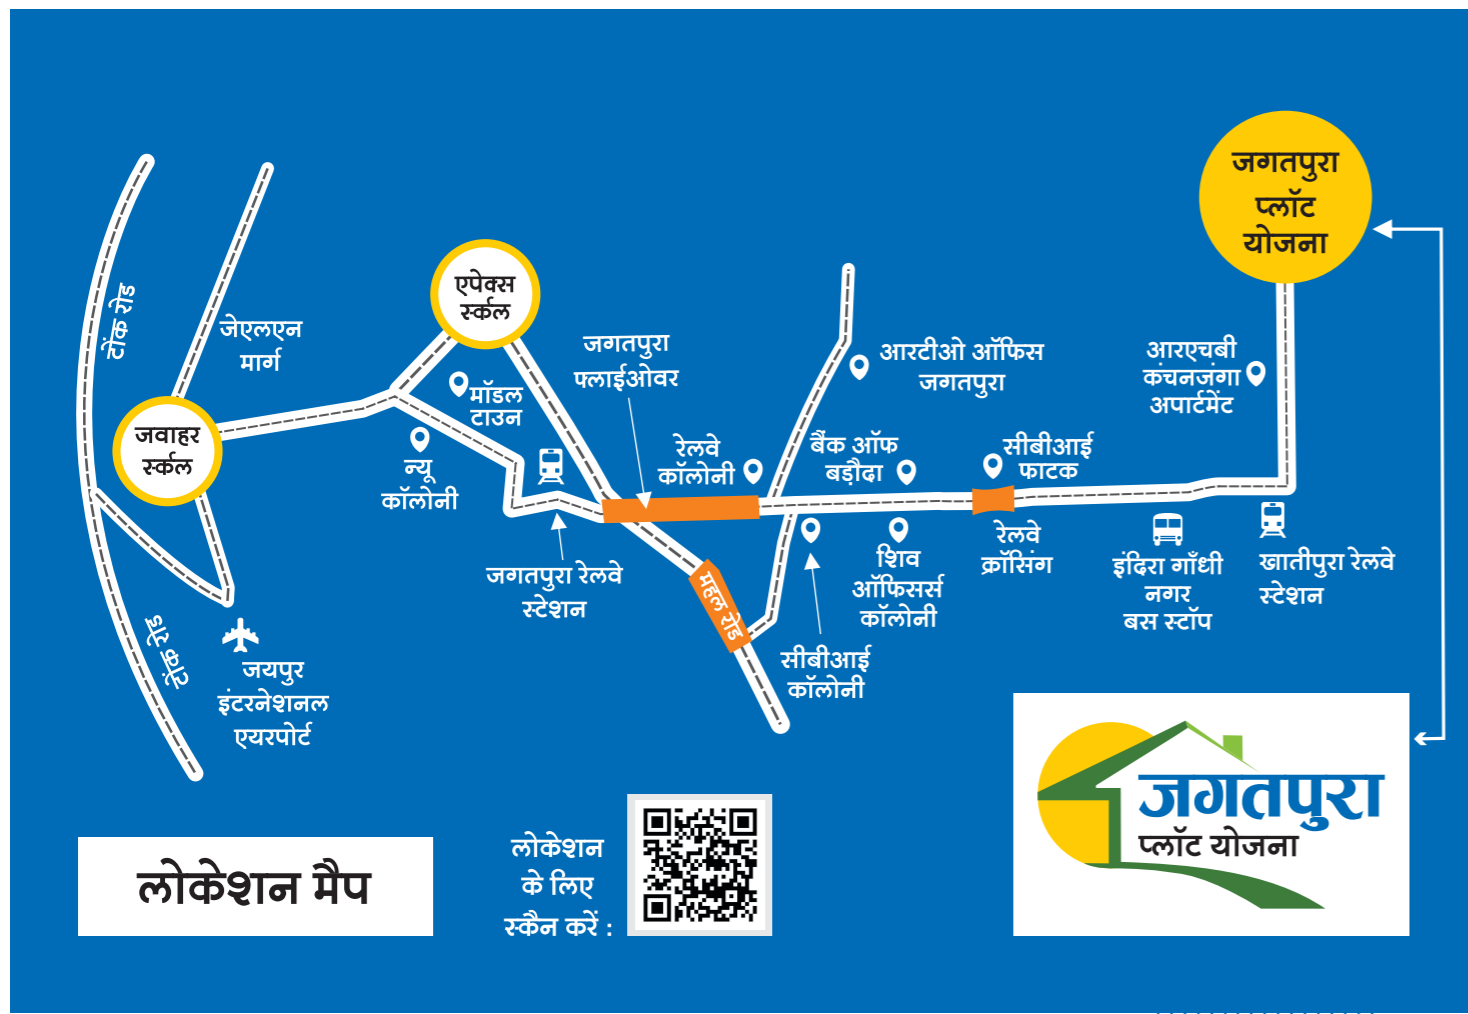 जगतपुरा
प्लॉट
योजना
टोंक रोड
जेएलएन
मार्ग
एपेक्स
र्स्कल
जवाहर
र्स्कल
मॉडल
टाउन
न्यू
कॉलोनी
जगतपुरा
फ्लाईओवर
रेलवे
कॉलोनी
आरटीओ ऑफिस
जगतपुरा
बैंक ऑफ
बड़ौदा
सीबीआई
फाटक
आरएचबी
कंचनजंगा
अपार्टमेंट
जगतपुरा रेलवे
स्टेशन
महल रोड
सीबीआई
कॉलोनी
शिव
ऑफिसर्स
कॉलोनी
रेलवे
क्रॉसिंग
इंदिरा गाँधी
नगर
बस स्टॉप
खातीपुरा रेलवे
स्टेशन
टोंक रोड
जयपुर
इंटरनेशनल
एयरपोर्ट
लोकेशन मैप
लोकेशन
के लिए
स्कैन करें :
जगतपुरा
प्लॉट योजना